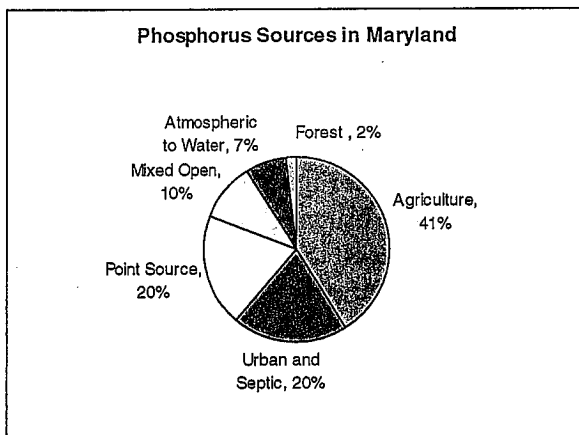 Phosphorus Sources in Maryland
Atmospheric
to Water, 7%
Forest , 2%
Mixed Open,
10%
Agriculture,
41%
Point Source,
20%
Urban and
Septic, 20%